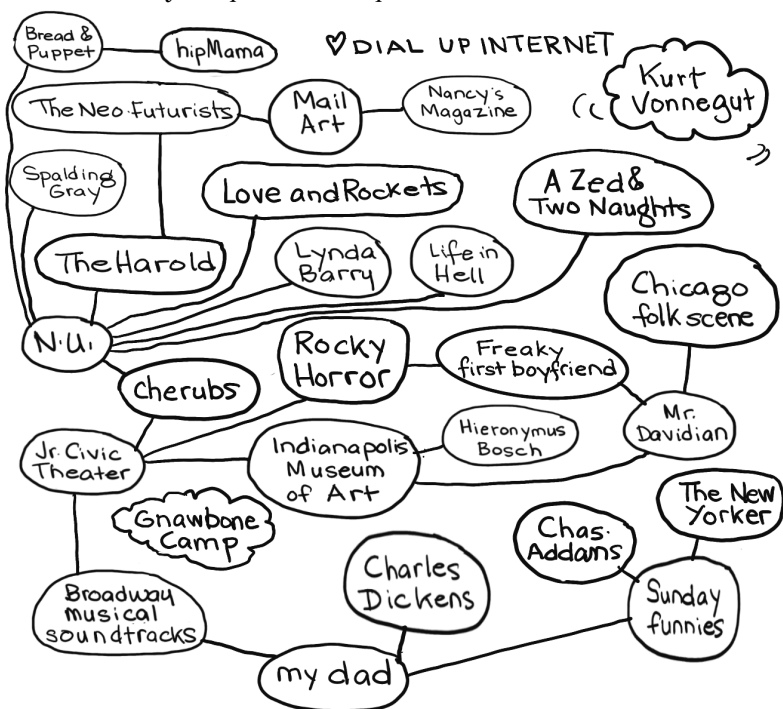 Bread &
Puppet
hipMama
♡ DIAL UP INTERNET
Kurt
Vonnegut
The Neo-Futurists
Mail
Art
Nancy's
Magazine
Spalding
Gray
Love and Rockets
A Zed &
Two Naughts
The Harold
Lynda
Barry
Life in
Hell
Chicago
folk scene
N.U.
Rocky
Horror
Freaky
first boyfriend
Cherubs
Mr.
Davidian
Jr. Civic
Theater
Indianapolis
Museum
of Art
Hieronymus
Bosch
The New
Yorker
Gnawbone
Camp
Chas.
Addams
Charles
Dickens
Sunday
funnies
Broadway
musical
soundtracks
my dad